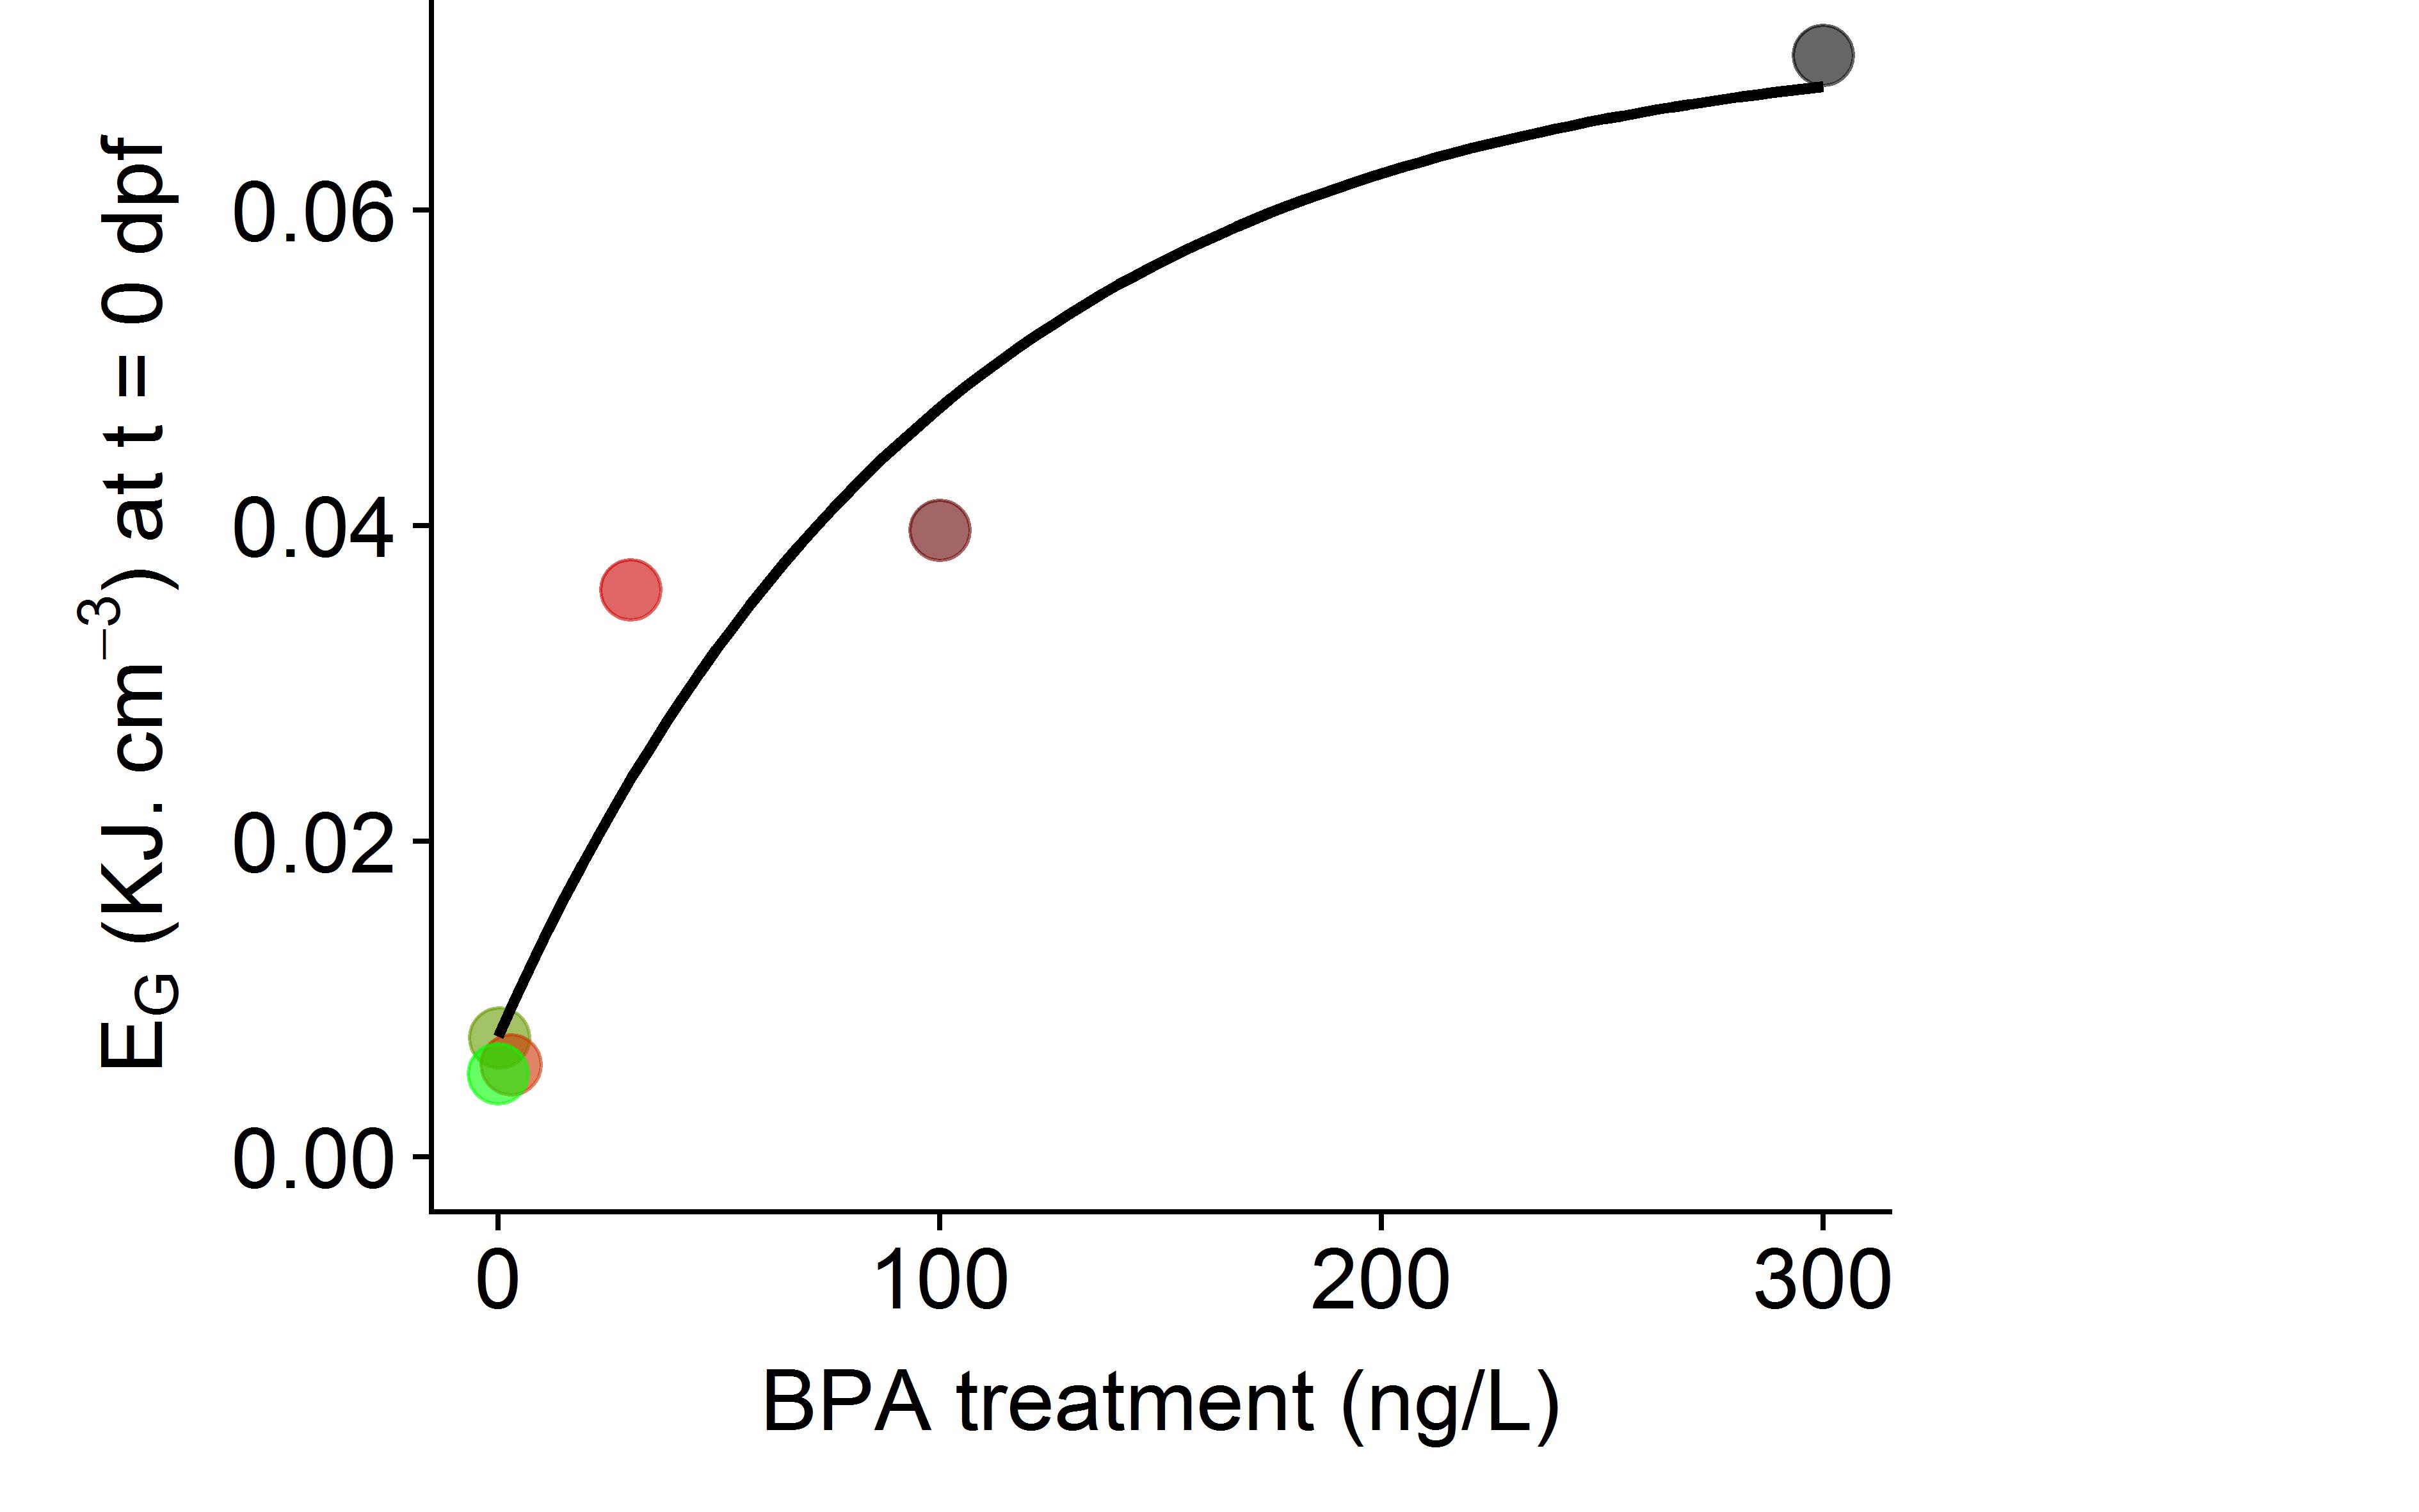 E_G (KJ. cm^−3) at t = 0 dpf
0.06
0.04
0.02
0.00
0 100 200 300
BPA treatment (ng/L)